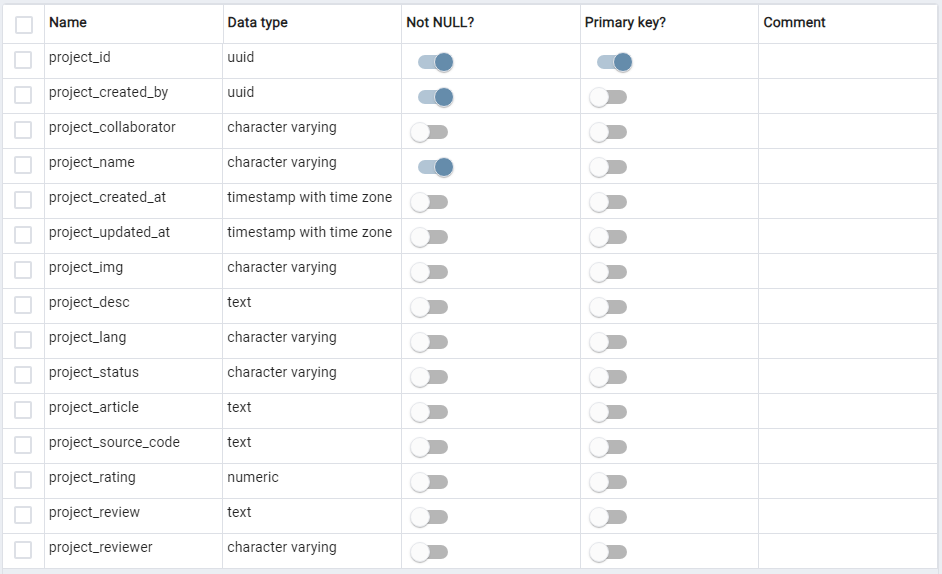 Name Data type Not NULL? Primary key? Comment
project_id uuid
project_created_by uuid
project_collaborator character varying
project_name character varying
project_created_at timestamp with time zone
project_updated_at timestamp with time zone
project_img character varying
project_desc text
project_lang character varying
project_status character varying
project_article text
project_source_code text
project_rating numeric
project_review text
project_reviewer character varying